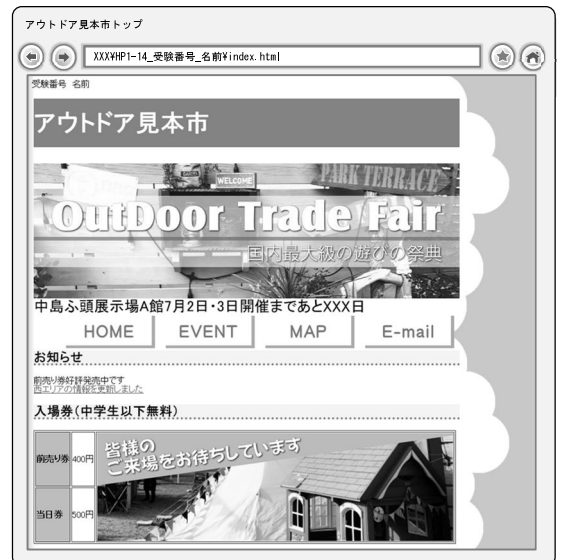 アウトドア見本市トップ
XXX¥HP1-14_受験番号_名前¥index.html
受験番号 名前
アウトドア見本市
WELCOME
PARK TERRACE
OutDoor Trade Fair
国内最大級の遊びの祭典
中島ふ頭展示場A館7月2日・3日開催まであとXXX日
HOME EVENT MAP E-mail
お知らせ
前売り券好評発売中です
西エリアの情報を更新しました
入場券(中学生以下無料)
皆様の
ご来場をお待ちしています
前売り券 400円
当日券 500円